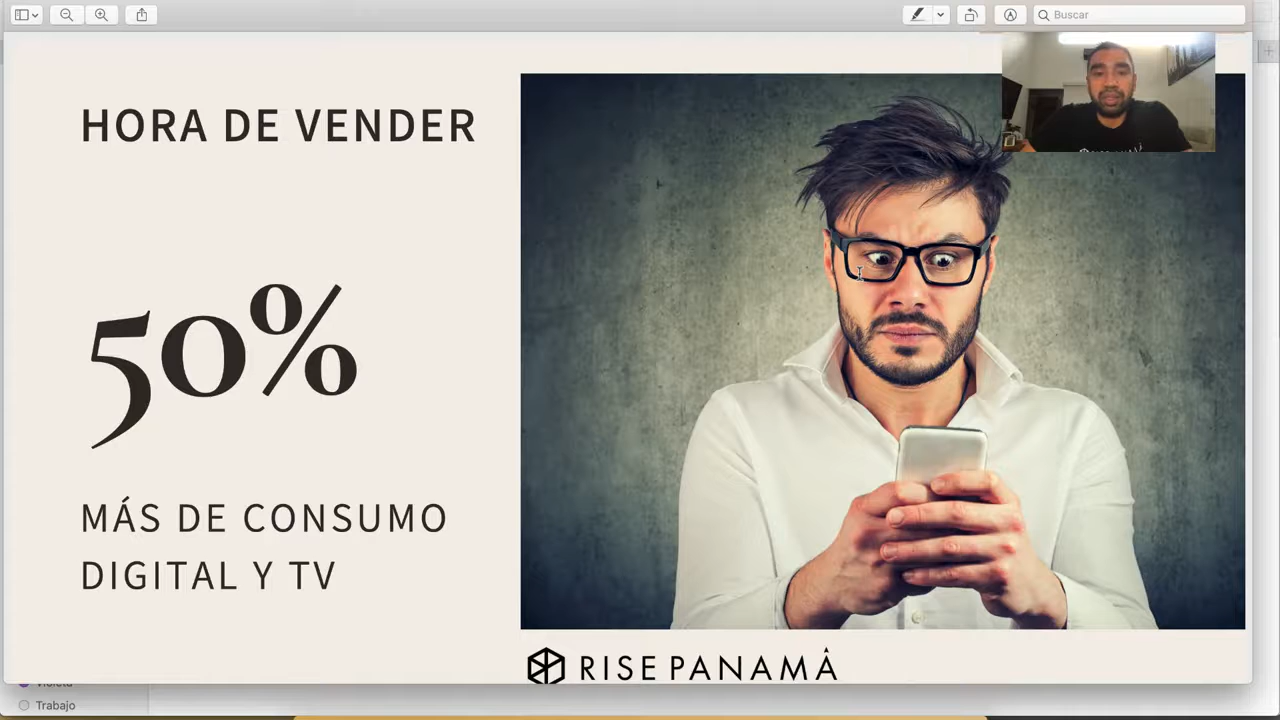 Buscar
HORA DE VENDER
50%
MÁS DE CONSUMO
DIGITAL Y TV
RISE PANAMÁ
Trabajo